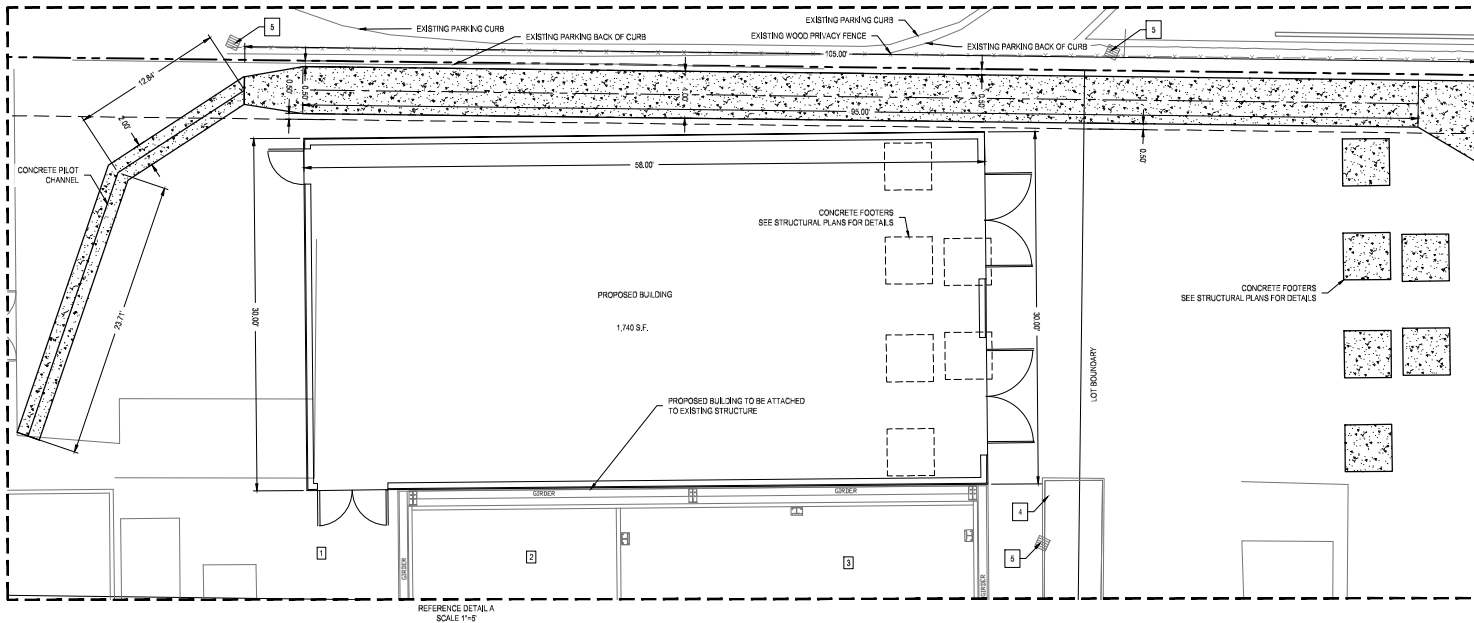 5
EXISTING PARKING CURB
EXISTING PARKING BACK OF CURB
EXISTING PARKING CURB
EXISTING WOOD PRIVACY FENCE
EXISTING PARKING BACK OF CURB
5
105.00'
12.84'
2.00'
0.50'
0.50'
0.50'
95.00'
0.50'
CONCRETE PILOT
CHANNEL
23.71'
58.00'
30.00'
30.00'
CONCRETE FOOTERS
SEE STRUCTURAL PLANS FOR DETAILS
PROPOSED BUILDING
1,740 S.F.
CONCRETE FOOTERS
SEE STRUCTURAL PLANS FOR DETAILS
LOT BOUNDARY
PROPOSED BUILDING TO BE ATTACHED
TO EXISTING STRUCTURE
GIRDER
GIRDER
GIRDER
GIRDER
1
2
3
4
5
REFERENCE DETAIL A
SCALE 1"=5'